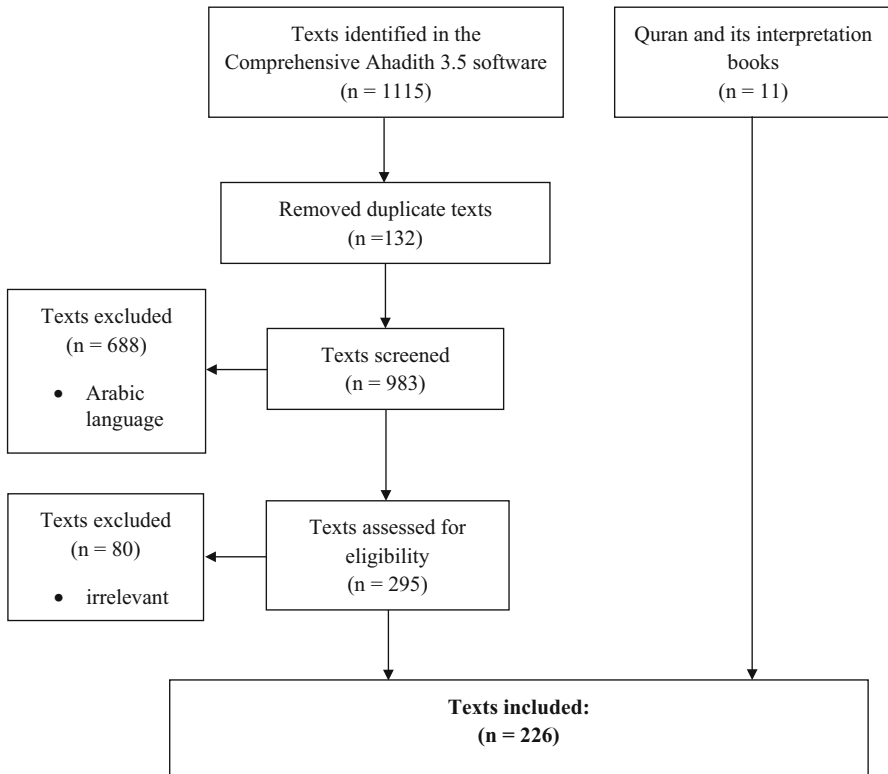 Texts identified in the
Comprehensive Ahadith 3.5 software
(n = 1115)
Quran and its interpretation
books
(n = 11)
Removed duplicate texts
(n =132)
Texts excluded
(n = 688)
• Arabic
language
Texts screened
(n = 983)
Texts excluded
(n = 80)
• irrelevant
Texts assessed for
eligibility
(n = 295)
Texts included:
(n = 226)